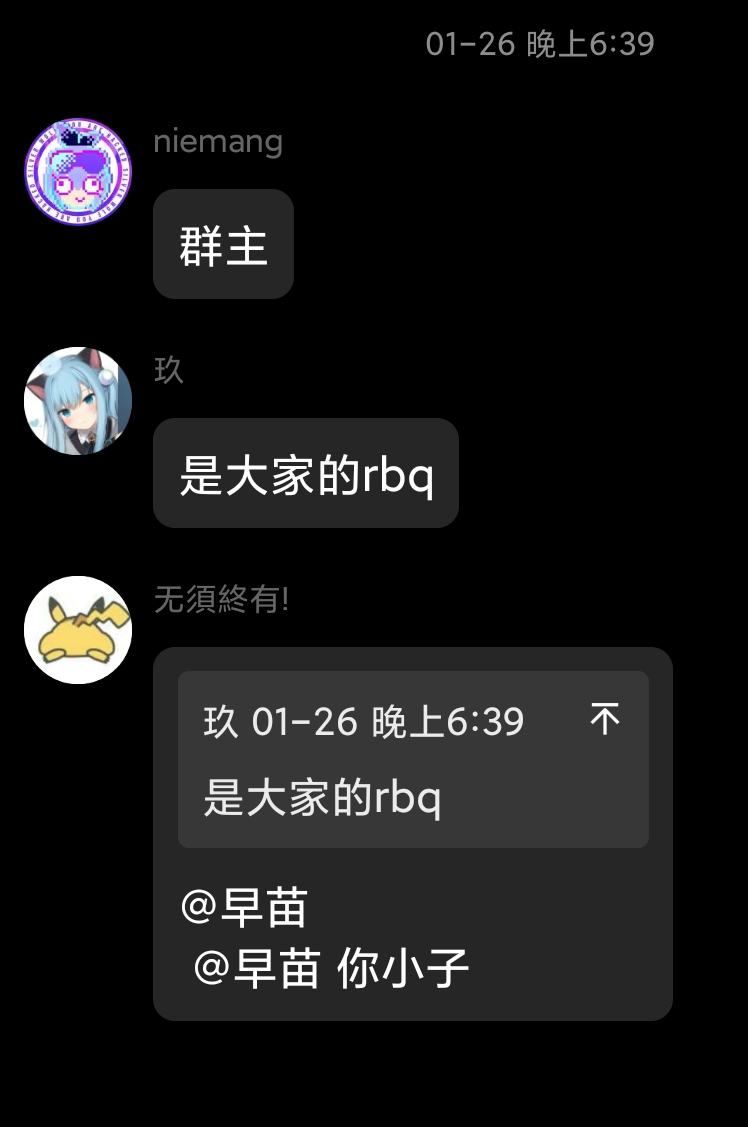 01-26 晚上6:39
niemang
群主
玖
是大家的rbq
无須終有!
玖 01-26 晚上6:39
是大家的rbq
@早苗
@早苗 你小子